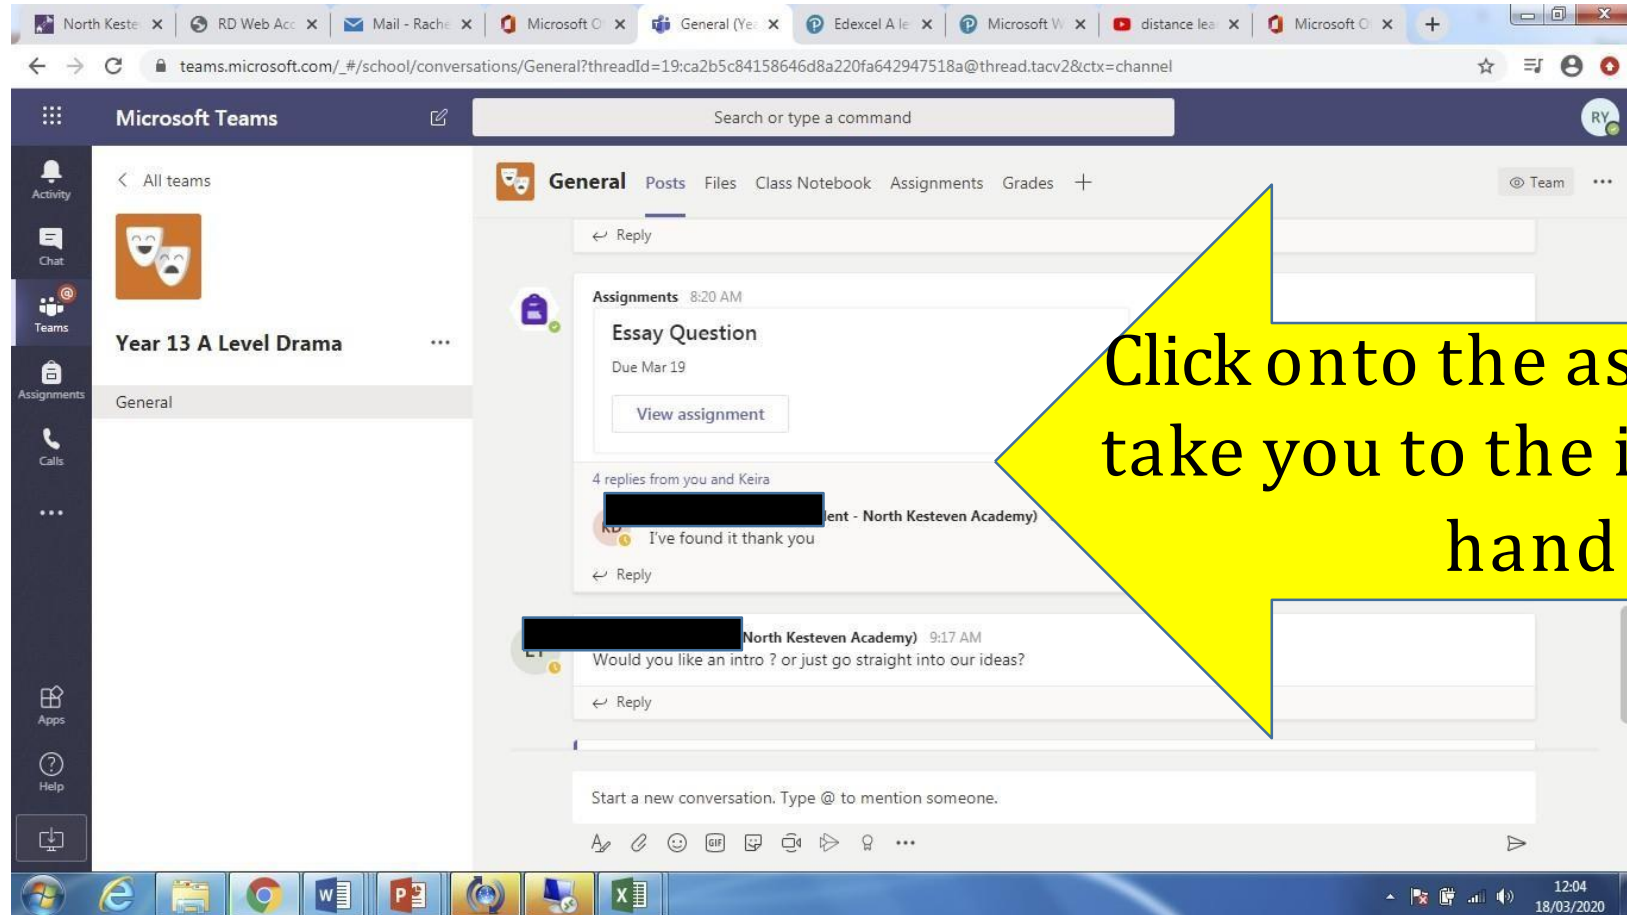 North Keste
RD Web Acc
Mail - Rache
Microsoft O
General (Yea
Edexcel A le
Microsoft W
distance lea
Microsoft O
teams.microsoft.com/_#/school/conversations/General?threadId=19:ca2b5c84158646d8a220fa642947518a@thread.tacv2&ctx=channel
Microsoft Teams
Search or type a command
RY
Activity
Chat
Teams
Assignments
Calls
Apps
Help
All teams
Year 13 A Level Drama
General
General Posts Files Class Notebook Assignments Grades
Team
Reply
Assignments 8:20 AM
Essay Question
Due Mar 19
View assignment
4 replies from you and Keira
ent - North Kesteven Academy)
I've found it thank you
Reply
North Kesteven Academy) 9:17 AM
Would you like an intro ? or just go straight into our ideas?
Reply
Click onto the as
take you to the i
hand
Start a new conversation. Type @ to mention someone.
GIF
12:04
18/03/2020